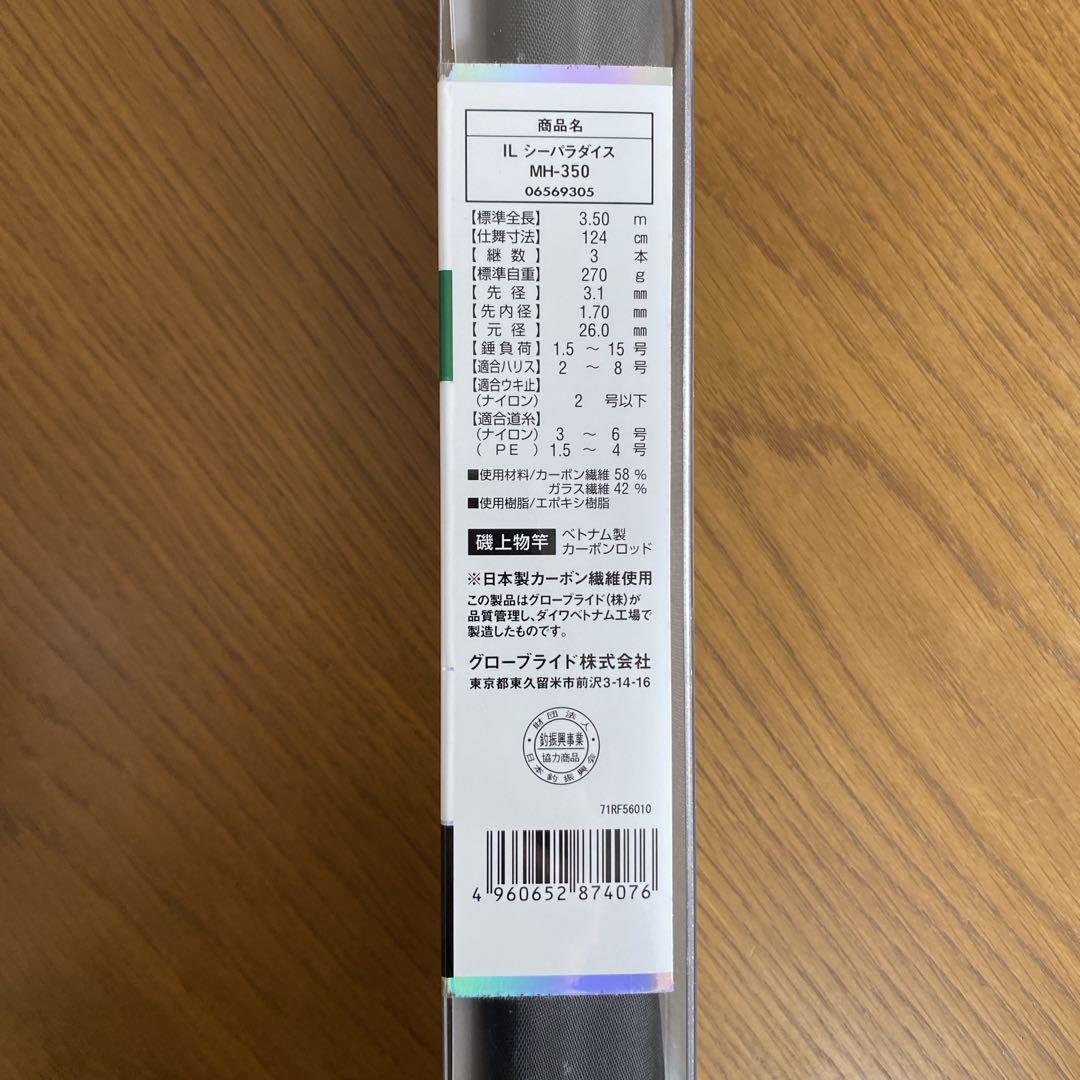 商品名
IL シーパラダイス
MH-350
06569305
【標準全長】 3.50 m
【仕舞寸法】 124 cm
【継数】 3 本
【標準自重】 270 g
【先径】 3.1 mm
【先内径】 1.70 mm
【元径】 26.0 mm
【錘負荷】 1.5 ～ 15 号
【適合ハリス】 2 ～ 8 号
【適合ウキ止】
(ナイロン) 2 号以下
【適合道糸】
(ナイロン) 3 ～ 6 号
(PE) 1.5 ～ 4 号
■使用材料/カーボン繊維 58 %
ガラス繊維 42 %
■使用樹脂/エポキシ樹脂
磯上物竿 ベトナム製
カーボンロッド
※日本製カーボン繊維使用
この製品はグローブライド(株)が
品質管理し、ダイワベトナム工場で
製造したものです。
グローブライド株式会社
東京都東久留米市前沢3-14-16
財団法人
釣振興事業
協力商品
日本釣振興会
71RF56010
4 960652 874076